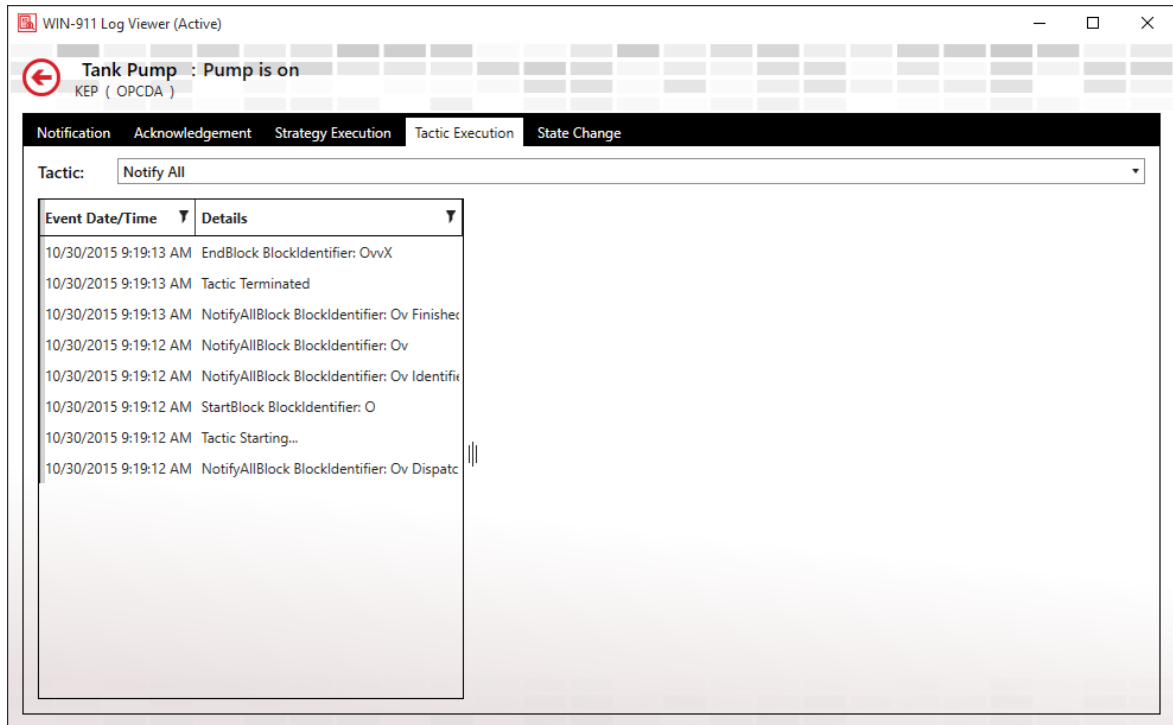 WIN-911 Log Viewer (Active)
Tank Pump : Pump is on
KEP ( OPCDA )
Notification Acknowledgement Strategy Execution Tactic Execution State Change
Tactic: Notify All
Event Date/Time Details
10/30/2015 9:19:13 AM EndBlock BlockIdentifier: OvvX
10/30/2015 9:19:13 AM Tactic Terminated
10/30/2015 9:19:13 AM NotifyAllBlock BlockIdentifier: Ov Finished
10/30/2015 9:19:12 AM NotifyAllBlock BlockIdentifier: Ov
10/30/2015 9:19:12 AM NotifyAllBlock BlockIdentifier: Ov Identifie
10/30/2015 9:19:12 AM StartBlock BlockIdentifier: O
10/30/2015 9:19:12 AM Tactic Starting...
10/30/2015 9:19:12 AM NotifyAllBlock BlockIdentifier: Ov Dispatc